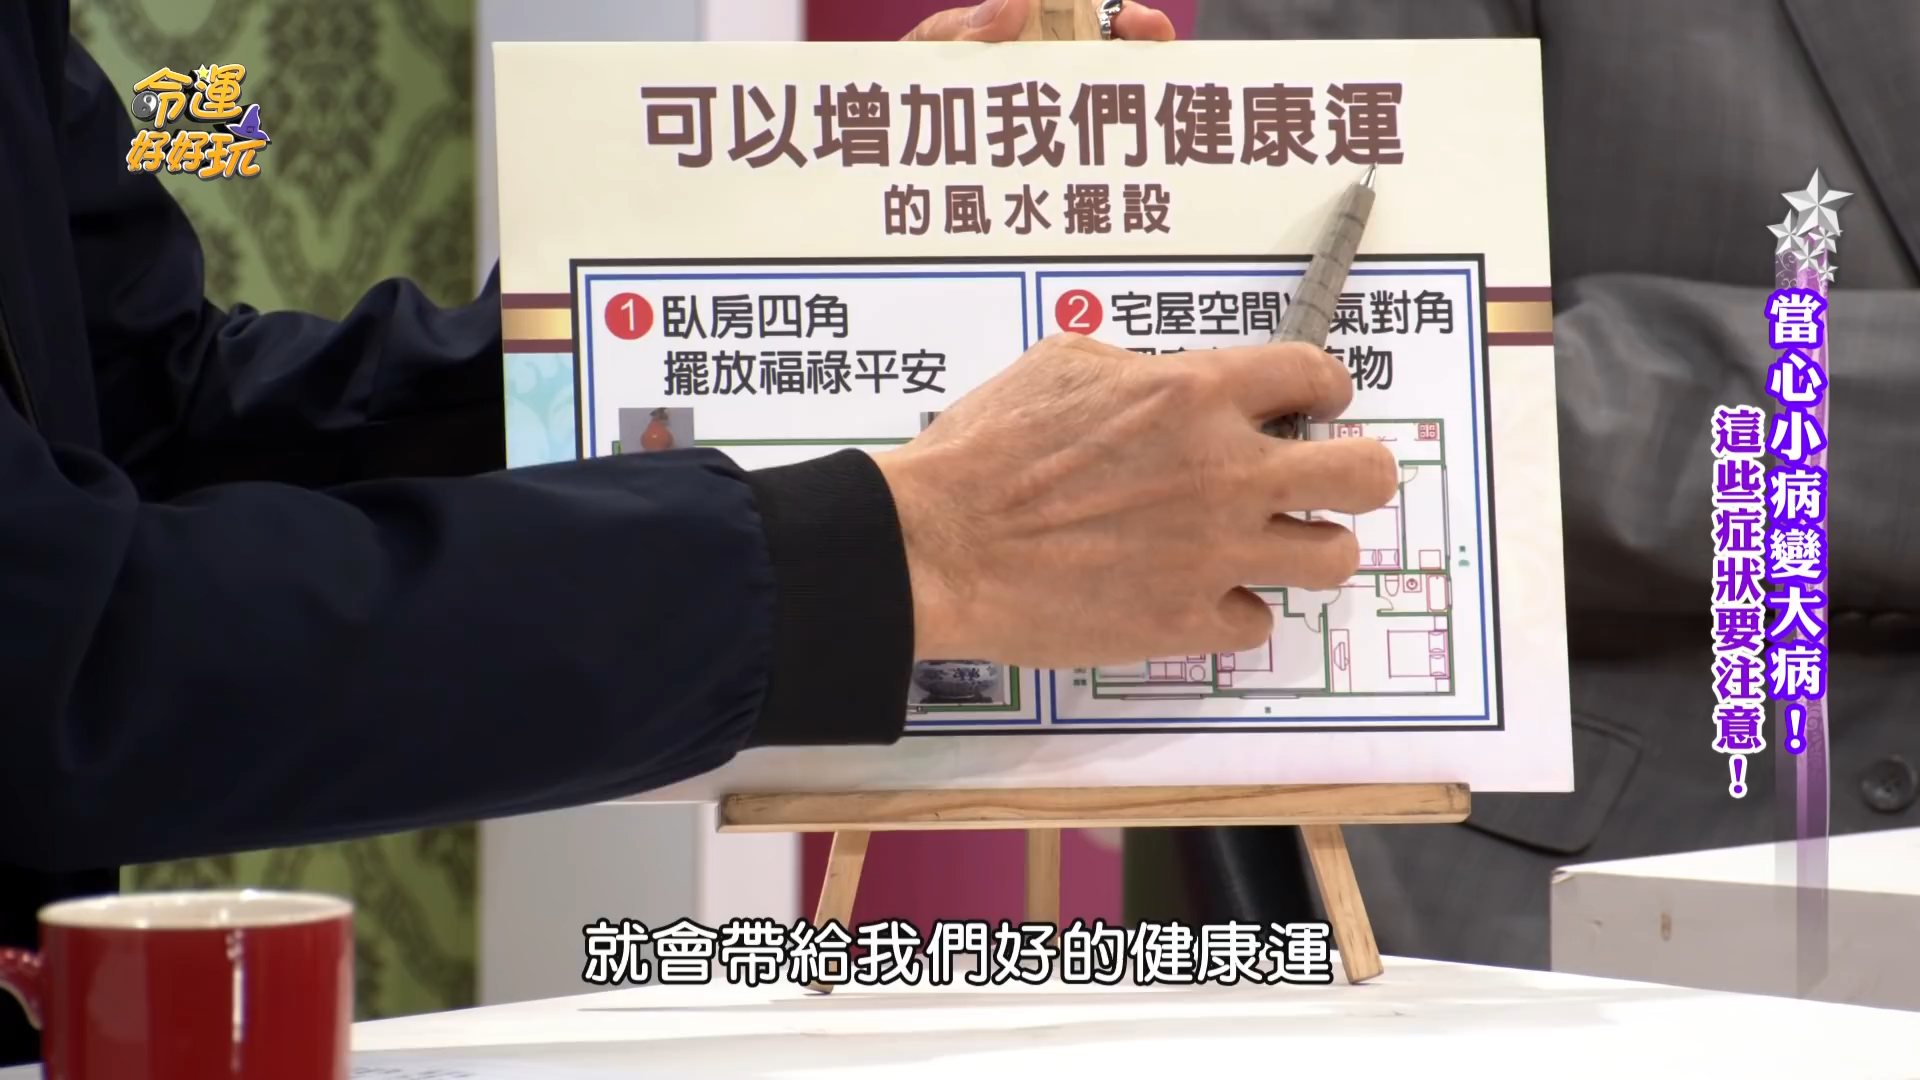 命運
好好玩
可以增加我們健康運
的風水擺設
1 臥房四角
擺放福祿平安
2 宅屋空間 氣對角
物
當心小病變大病！
這些症狀要注意！
就會帶給我們好的健康運